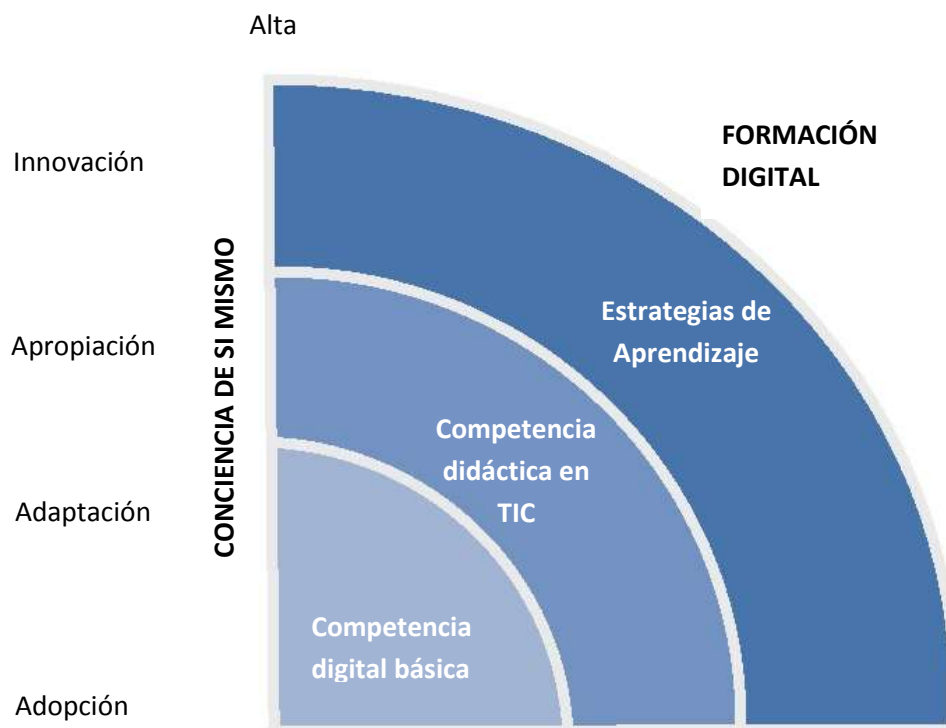 Alta
FORMACIÓN
DIGITAL
Innovación
CONCIENCIA DE SI MISMO
Estrategias de
Aprendizaje
Apropiación
Competencia
didáctica en
TIC
Adaptación
Competencia
digital básica
Adopción